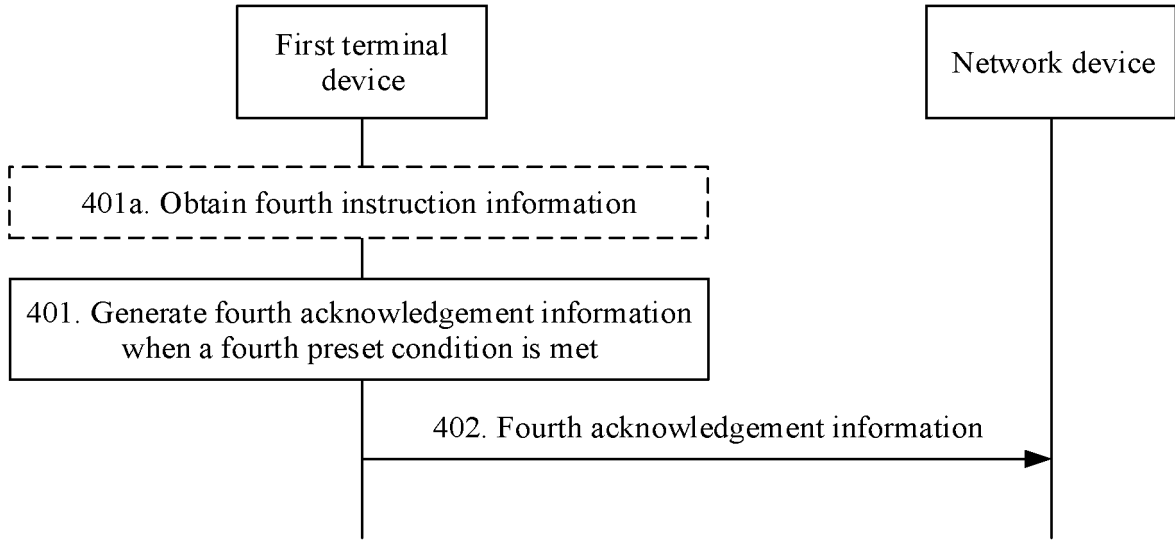 First terminal
device
Network device
401a. Obtain fourth instruction information
401. Generate fourth acknowledgement information
when a fourth preset condition is met
402. Fourth acknowledgement information